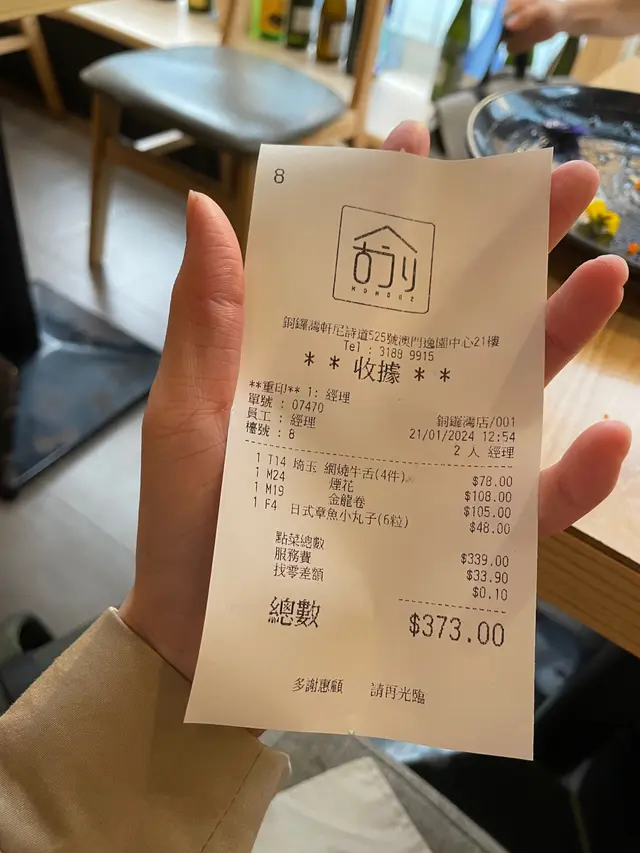 8
MONDOZ
銅鑼灣軒尼詩道525號澳門逸園中心21樓
Tel : 3189 9915
* * 收據 * *
**重印** 1: 經理
單號 : 07470 銅鑼灣店/001
員工 : 經理 21/01/2024 12:54
檯號 : 8 2 人 經理
1 T14 埼玉 網燒牛舌(4件) $78.00
1 M24 煙花 $108.00
1 M19 金龍卷 $105.00
1 F4 日式章魚小丸子(6粒) $48.00
點菜總數 $339.00
服務費 $33.90
找零差額 $0.10
總數 $373.00
多謝惠顧 請再光臨